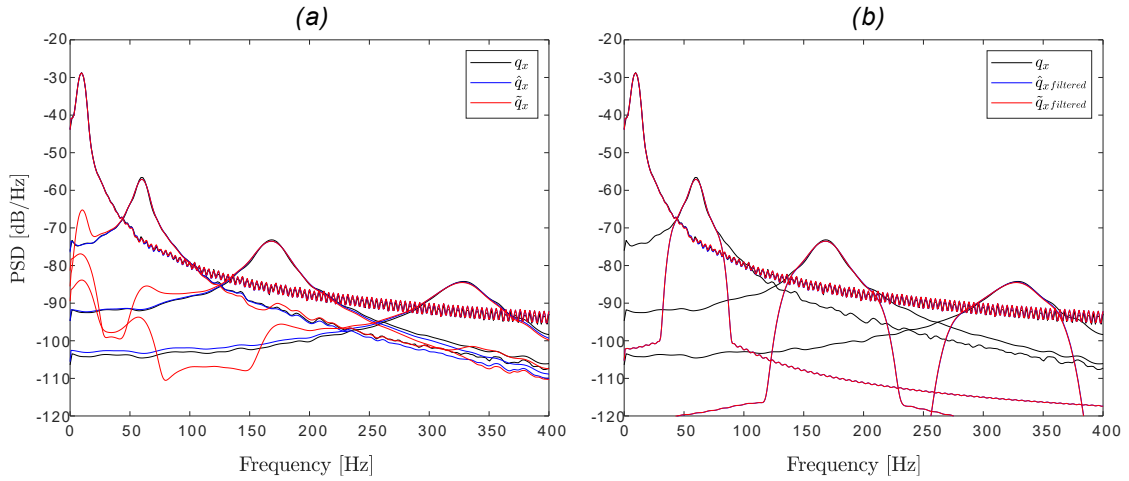 (a)
-20
-30
-40
-50
-60
-70
-80
-90
-100
-110
-120
PSD [dB/Hz]
0 50 100 150 200 250 300 350 400
Frequency [Hz]
q_x
q̂_x
q̃_x
(b)
-20
-30
-40
-50
-60
-70
-80
-90
-100
-110
-120
0 50 100 150 200 250 300 350 400
Frequency [Hz]
q_x
q̂_x filtered
q̃_x filtered